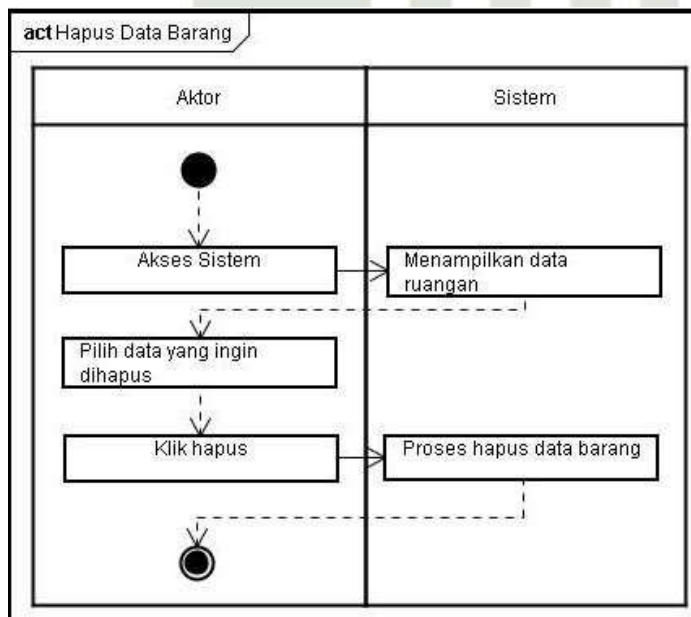 act Hapus Data Barang
Aktor
Sistem
Akses Sistem
Menampilkan data
ruangan
Pilih data yang ingin
dihapus
Klik hapus
Proses hapus data barang